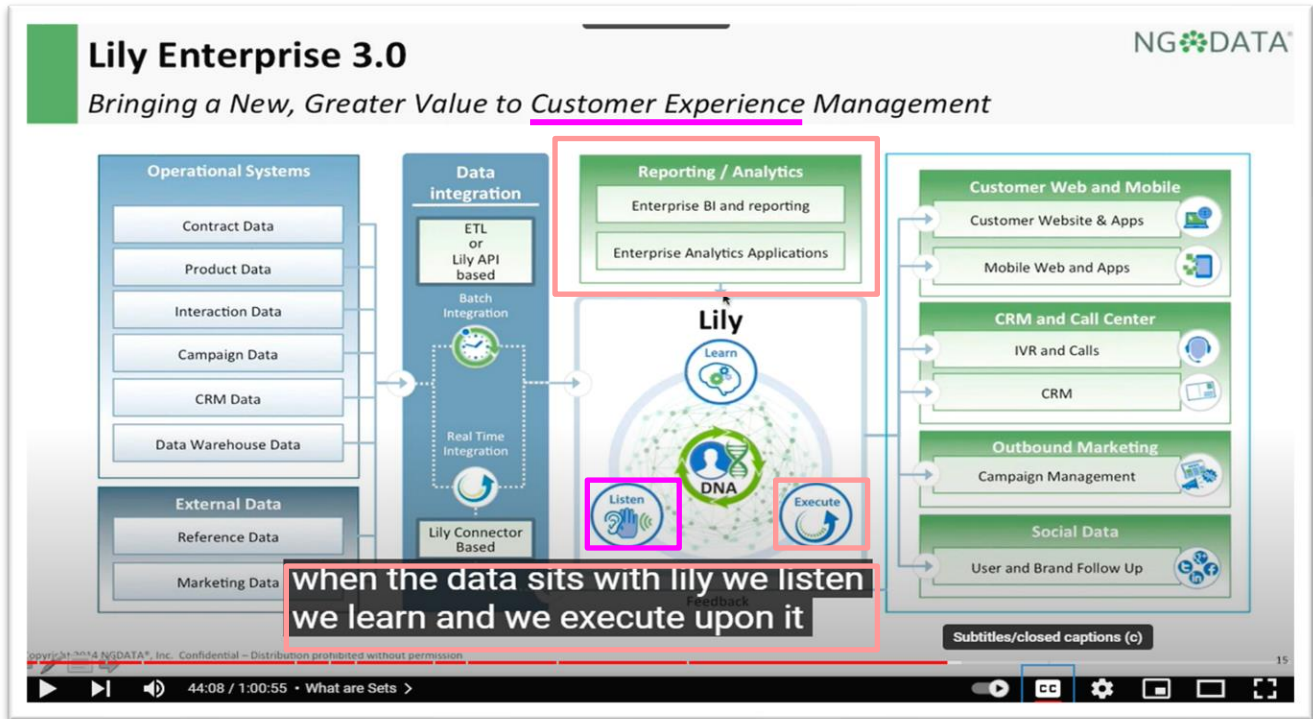 Lily Enterprise 3.0
NGDATA®
Bringing a New, Greater Value to Customer Experience Management
Operational Systems
Contract Data
Product Data
Interaction Data
Campaign Data
CRM Data
Data Warehouse Data
External Data
Reference Data
Marketing Data
Data
integration
ETL
or
Lily API
based
Batch
Integration
Real Time
Integration
Lily Connector
Based
Reporting / Analytics
Enterprise BI and reporting
Enterprise Analytics Applications
Lily
Learn
DNA
Listen
Execute
Feedback
Customer Web and Mobile
Customer Website & Apps
Mobile Web and Apps
CRM and Call Center
IVR and Calls
CRM
Outbound Marketing
Campaign Management
Social Data
User and Brand Follow Up
when the data sits with lily we listen
we learn and we execute upon it
Subtitles/closed captions (c)
opyright 2014 NGDATA®, Inc. Confidential – Distribution prohibited without permission
15
44:08 / 1:00:55 • What are Sets >
CC